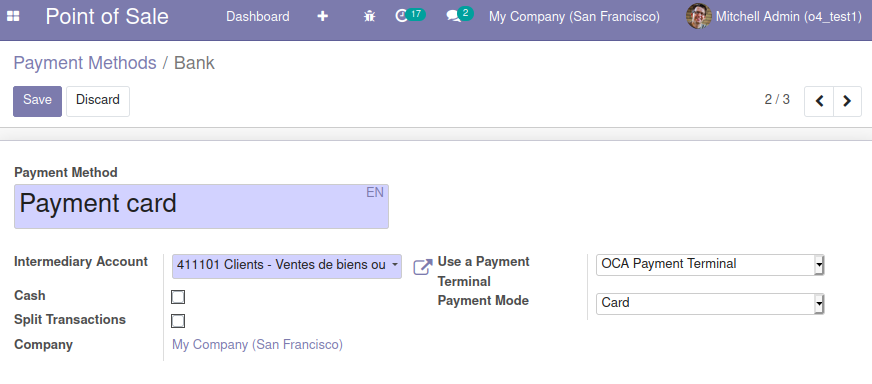 Point of Sale Dashboard + 17 2 My Company (San Francisco) Mitchell Admin (o4_test1)
Payment Methods / Bank
Save Discard 2 / 3
Payment Method
Payment card EN
Intermediary Account 411101 Clients - Ventes de biens ou Use a Payment Terminal OCA Payment Terminal
Cash Payment Mode Card
Split Transactions
Company My Company (San Francisco)